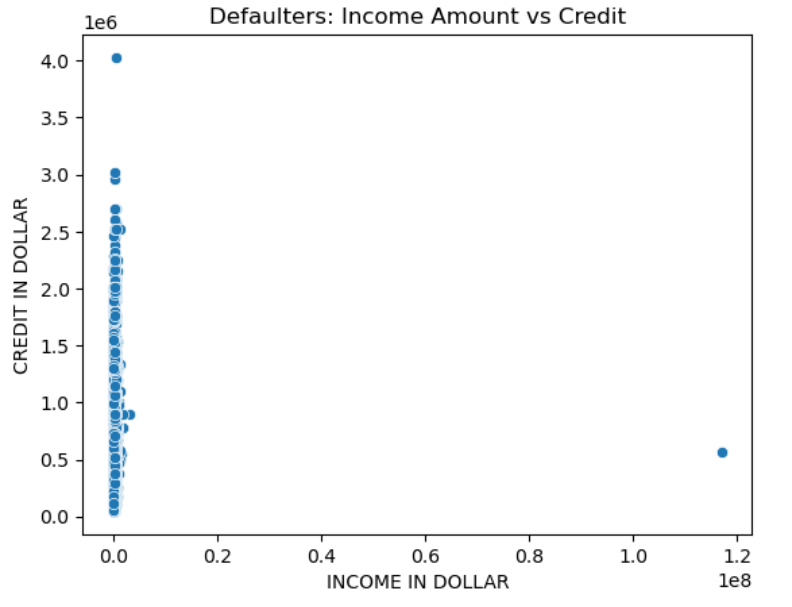 Defaulters: Income Amount vs Credit
1e6
4.0
3.5
3.0
2.5
2.0
1.5
1.0
0.5
0.0
CREDIT IN DOLLAR
0.0 0.2 0.4 0.6 0.8 1.0 1.2
1e8
INCOME IN DOLLAR